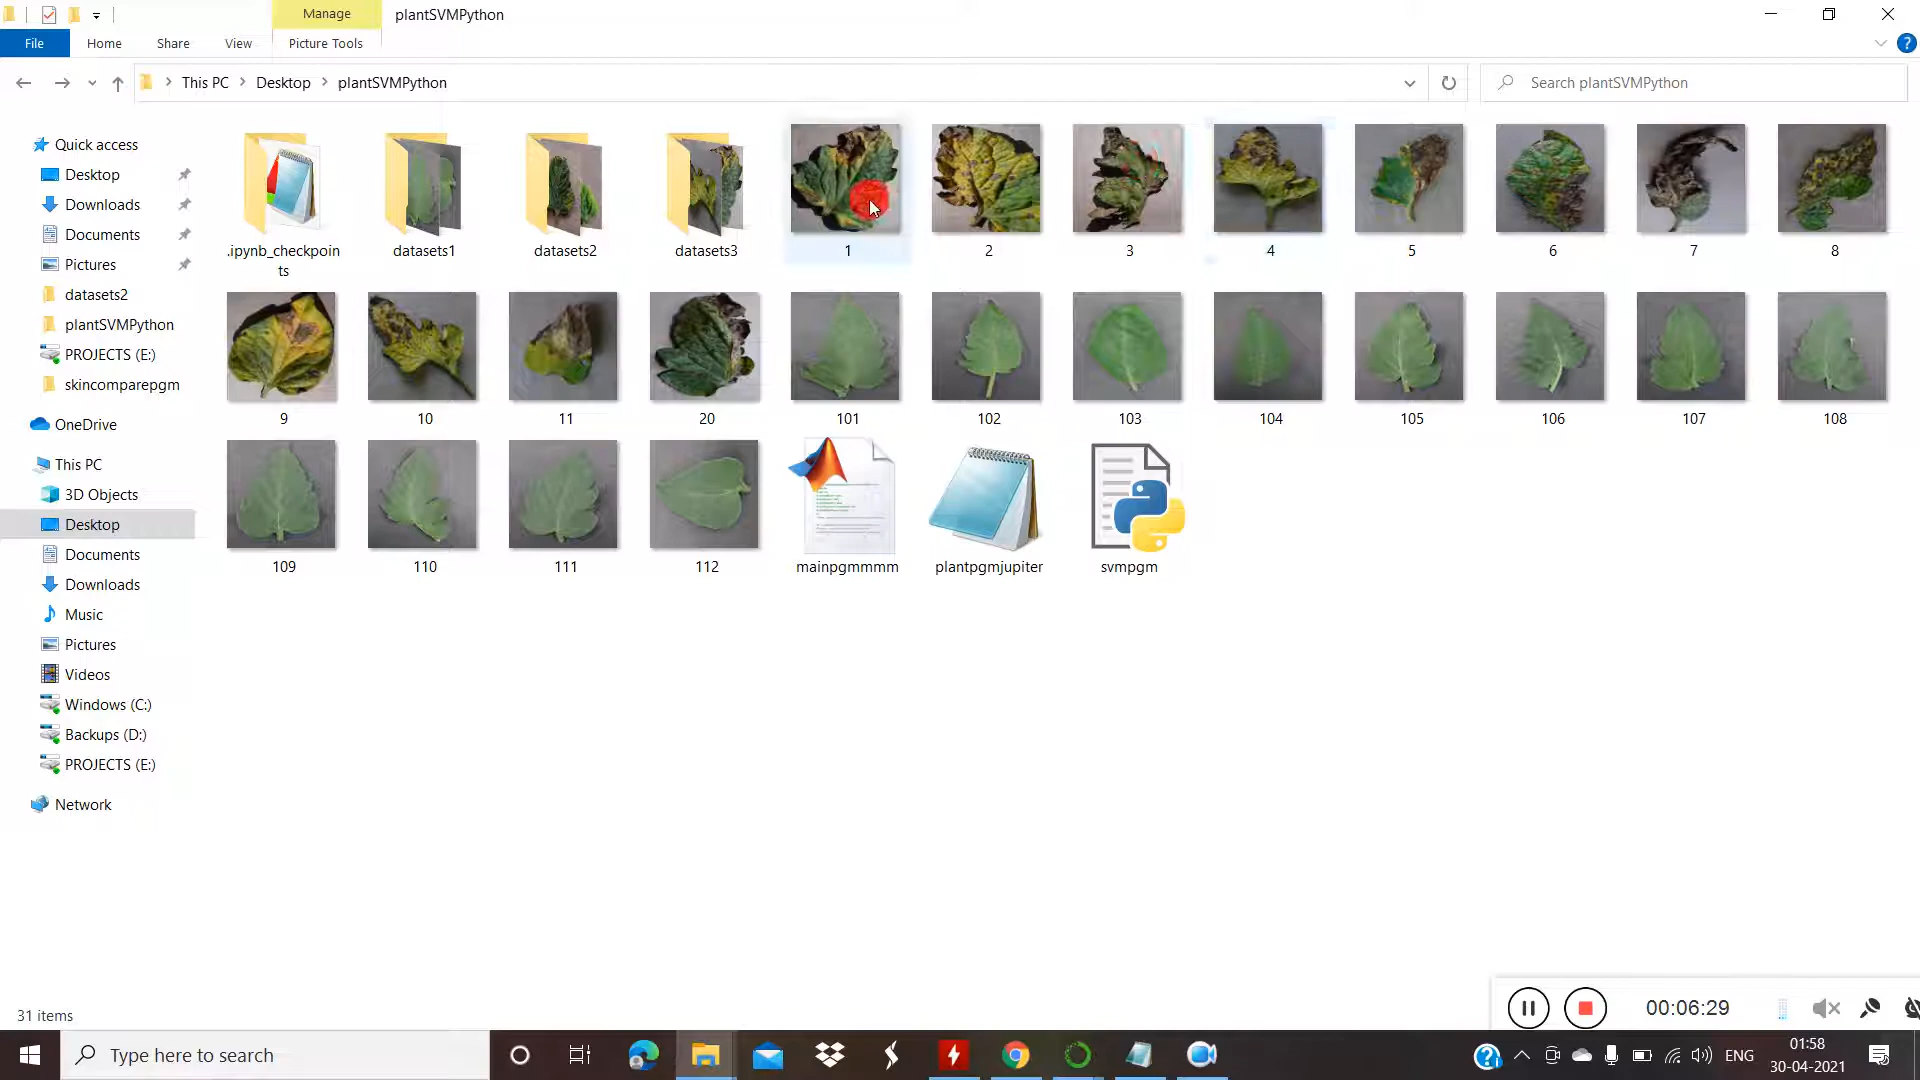 Manage
plantSVMPython
File
Home
Share
View
Picture Tools
This PC
Desktop
plantSVMPython
Search plantSVMPython
Quick access
Desktop
Downloads
Documents
Pictures
datasets2
plantSVMPython
PROJECTS (E:)
skincomparepgm
OneDrive
This PC
3D Objects
Desktop
Documents
Downloads
Music
Pictures
Videos
Windows (C:)
Backups (D:)
PROJECTS (E:)
Network
.ipynb_checkpoin
ts
datasets1
datasets2
datasets3
1
2
3
4
5
6
7
8
9
10
11
20
101
102
103
104
105
106
107
108
109
110
111
112
mainpgmmmm
plantpgmjupiter
svmpgm
31 items
00:06:29
Type here to search
ENG
01:58
30-04-2021